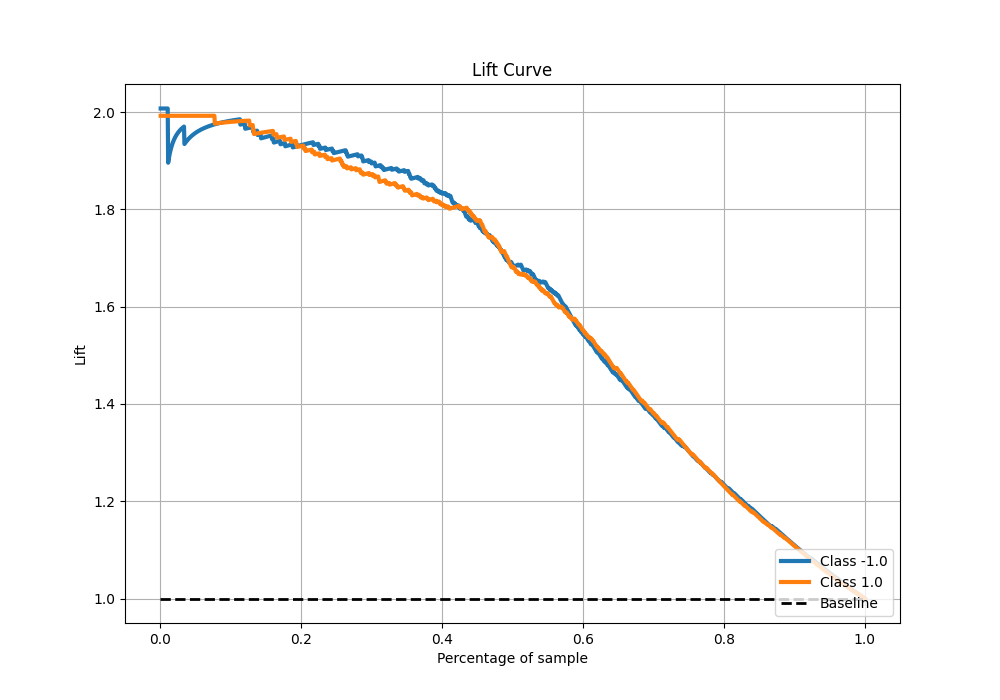 Lift Curve
Lift
2.0
1.8
1.6
1.4
1.2
1.0
0.0 0.2 0.4 0.6 0.8 1.0
Percentage of sample
Class -1.0
Class 1.0
Baseline